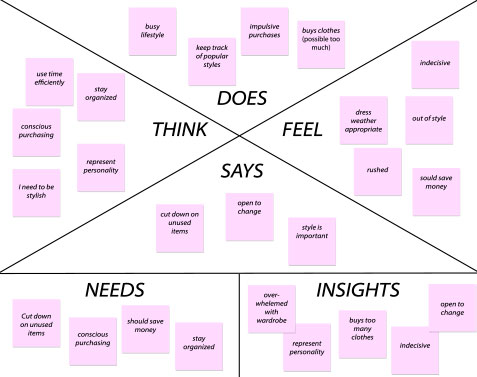 busy
lifestyle
keep track
of popular
styles
impulsive
purchases
buys clothes
(possible too
much)
DOES
use time
efficiently
stay
organized
conscious
purchasing
represent
personality
I need to be
stylish
THINK
FEEL
indecisive
dress
weather
appropriate
out of style
rushed
sould save
money
SAYS
cut down on
unused
items
open to
change
style is
important
NEEDS
Cut down
on unused
items
conscious
purchasing
should save
money
stay
organized
INSIGHTS
over-
whelemed
with
wardrobe
represent
personality
buys too
many
clothes
indecisive
open to
change